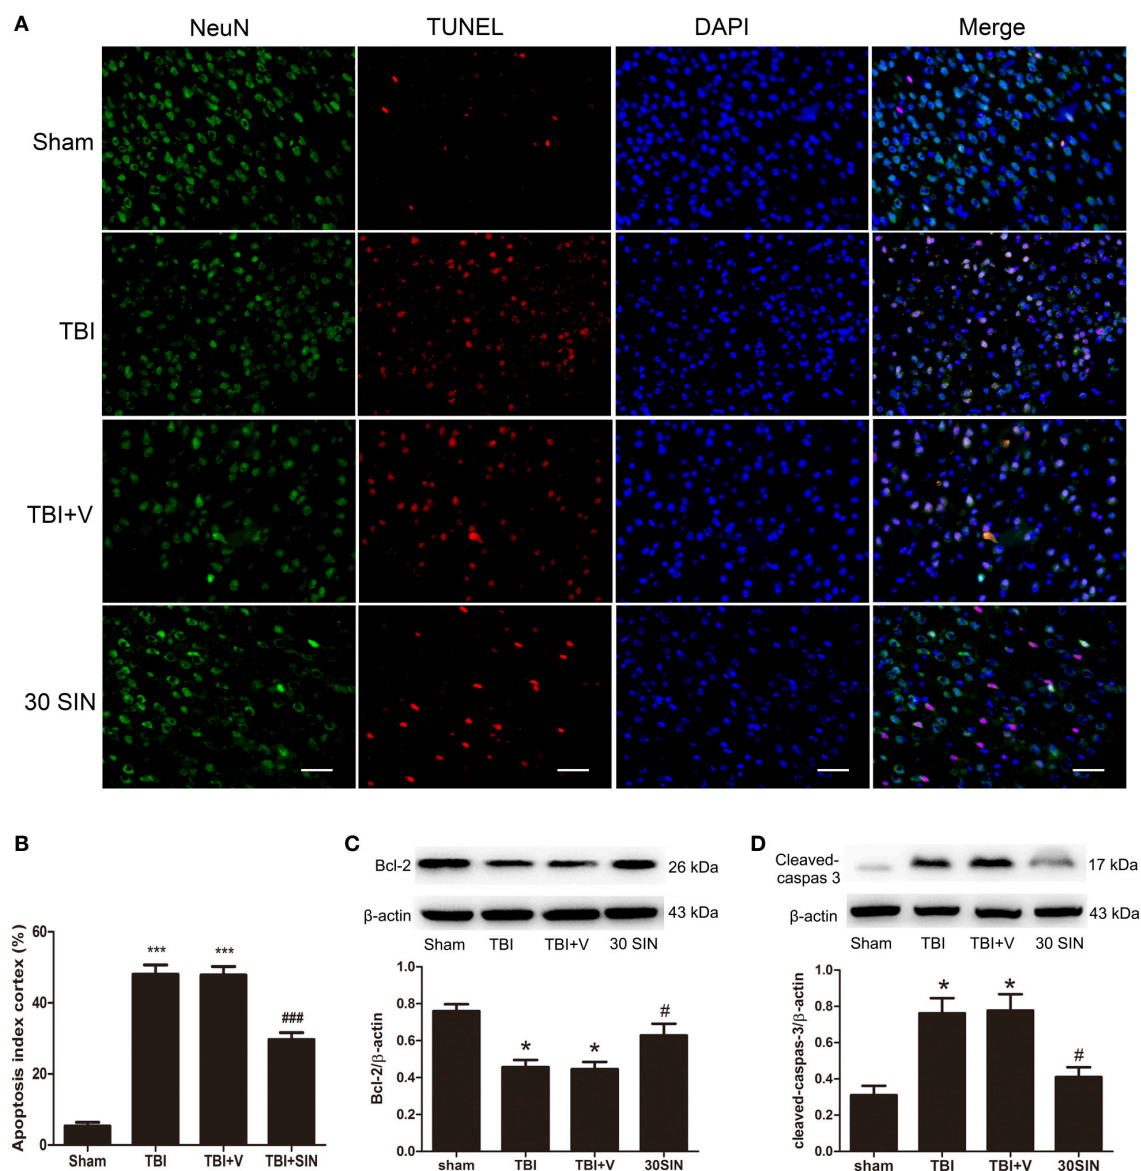 A
NeuN TUNEL DAPI Merge
Sham
TBI
TBI+V
30 SIN
B
Apoptosis index cortex (%)
60
40
20
0
*** *** ###
Sham TBI TBI+V TBI+SIN
C
Bcl-2 26 kDa
β-actin 43 kDa
Sham TBI TBI+V 30 SIN
Bcl-2/β-actin
1.0
0.8
0.6
0.4
0.2
0.0
* * #
sham TBI TBI+V 30SIN
D
Cleaved-
caspas 3
17 kDa
β-actin 43 kDa
Sham TBI TBI+V 30 SIN
cleaved-caspas-3/β-actin
1.0
0.8
0.6
0.4
0.2
0.0
* * #
sham TBI TBI+V 30SIN